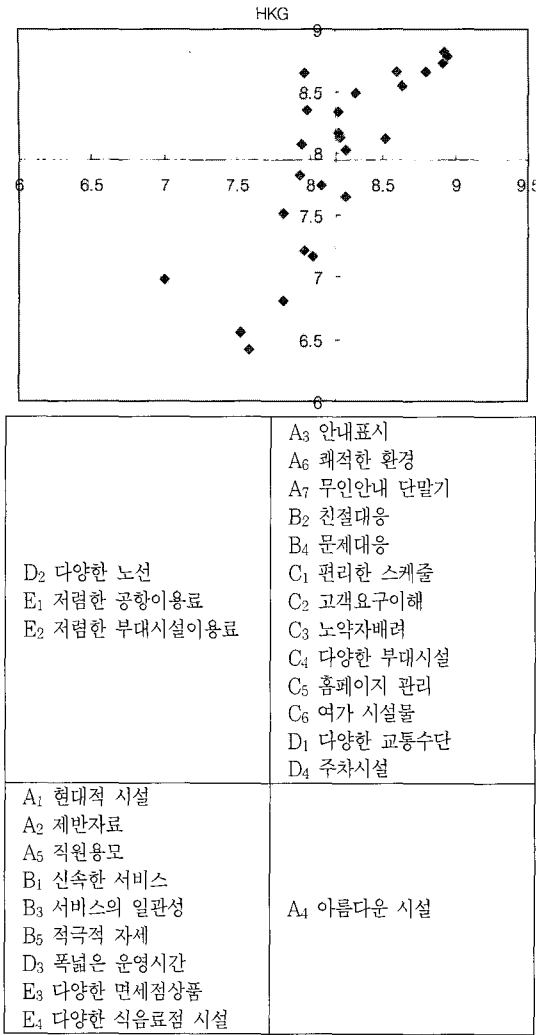 HKG
9
8.5
8
6 6.5 7 7.5 8 8.5 9 9.5
7.5
7
6.5
6
D₂ 다양한 노선
E₁ 저렴한 공항이용료
E₂ 저렴한 부대시설이용료
A₃ 안내표시
A₆ 쾌적한 환경
A₇ 무인안내 단말기
B₂ 친절대응
B₄ 문제대응
C₁ 편리한 스케줄
C₂ 고객요구이해
C₃ 노약자배려
C₄ 다양한 부대시설
C₅ 홈페이지 관리
C₆ 여가 시설물
D₁ 다양한 교통수단
D₄ 주차시설
A₁ 현대적 시설
A₂ 제반자료
A₅ 직원용모
B₁ 신속한 서비스
B₃ 서비스의 일관성
B₅ 적극적 자세
D₃ 폭넓은 운영시간
E₃ 다양한 면세점상품
E₄ 다양한 식음료점 시설
A₄ 아름다운 시설